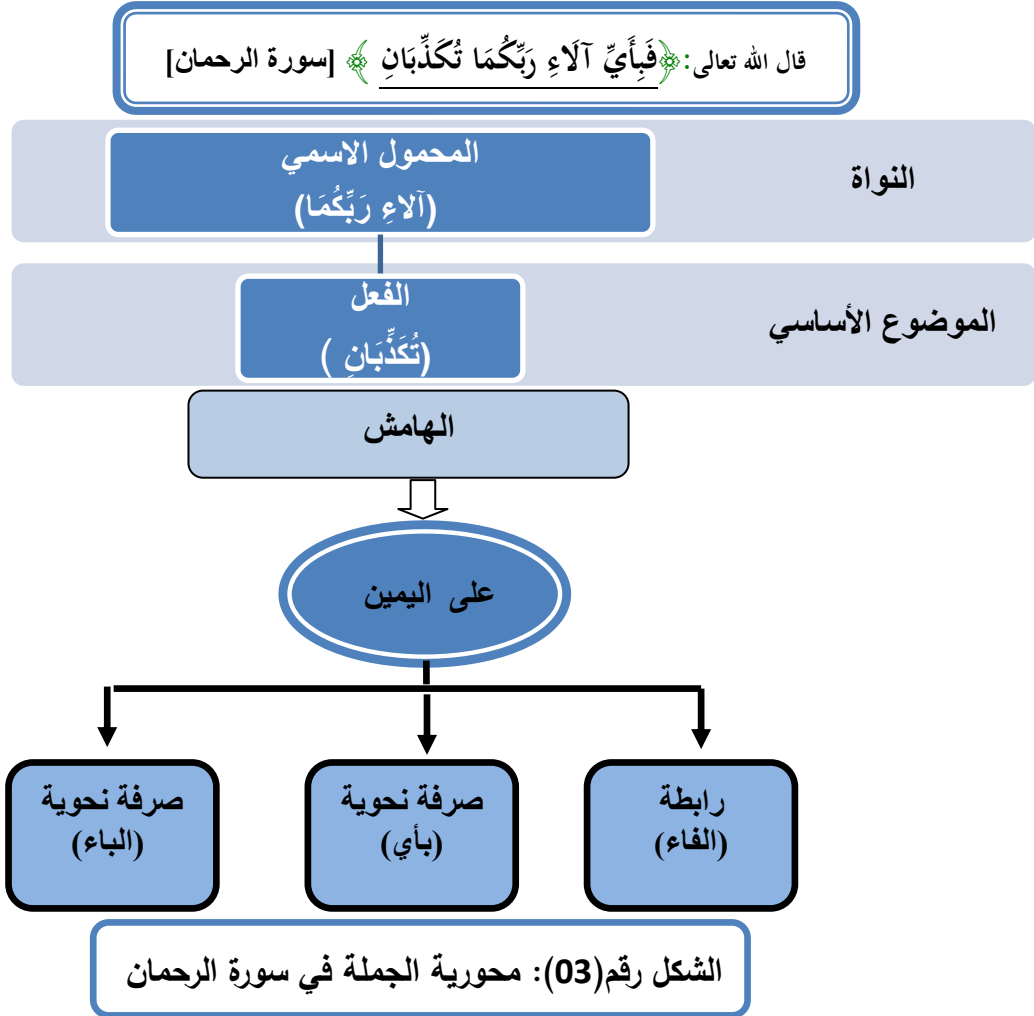 قال الله تعالى:﴿فَبِأَيِّ آلَاءِ رَبِّكُمَا تُكَذِّبَانِ ﴾ [سورة الرحمان]
النواة
المحمول الاسمي
(آلاءِ رَبِّكُمَا)
الموضوع الأساسي
الفعل
(تُكَذِّبَانِ )
الهامش
على اليمين
رابطة
(الفاء)
صرفة نحوية
(بأي)
صرفة نحوية
(الباء)
الشكل رقم(03): محورية الجملة في سورة الرحمان